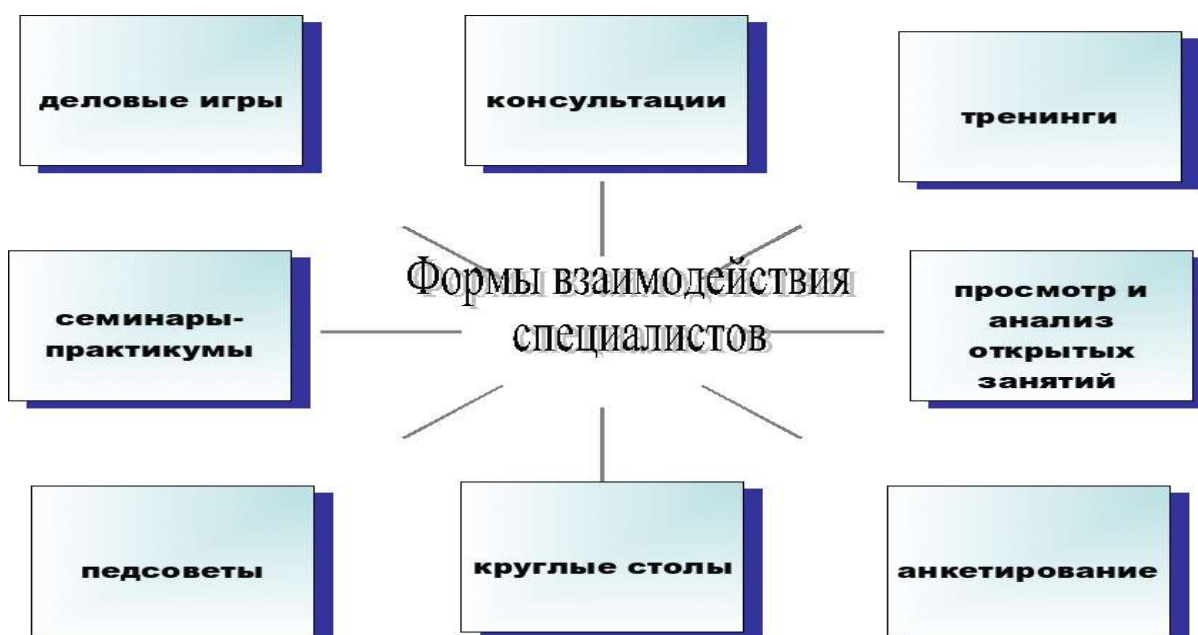 деловые игры
консультации
тренинги
Формы взаимодействия
специалистов
семинары-
практикумы
просмотр и
анализ
открытых
занятий
педсоветы
круглые столы
анкетирование